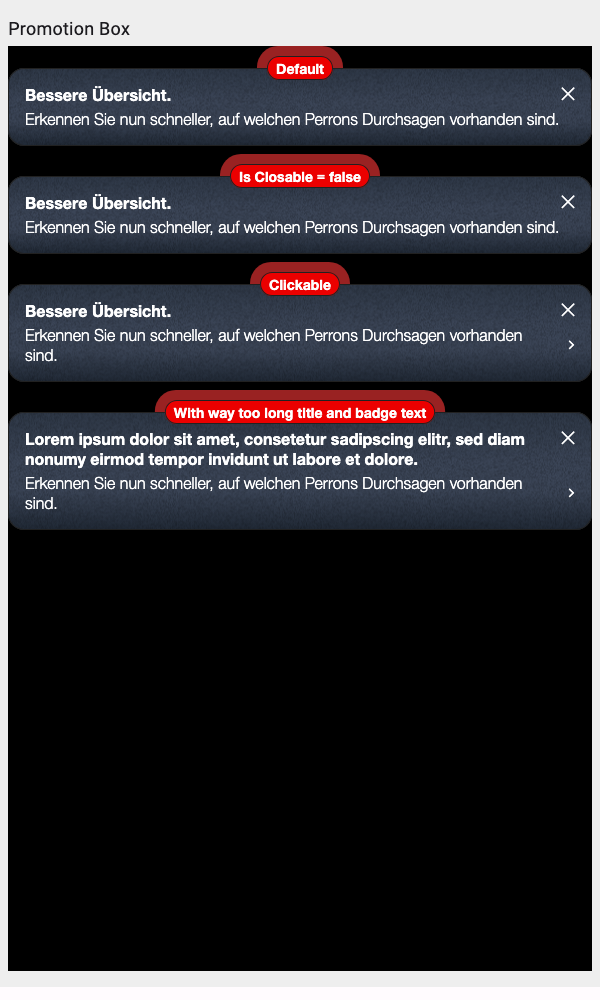 Promotion Box
Default
Bessere Übersicht.
Erkennen Sie nun schneller, auf welchen Perrons Durchsagen vorhanden sind.
Is Closable = false
Bessere Übersicht.
Erkennen Sie nun schneller, auf welchen Perrons Durchsagen vorhanden sind.
Clickable
Bessere Übersicht.
Erkennen Sie nun schneller, auf welchen Perrons Durchsagen vorhanden
sind.
With way too long title and badge text
Lorem ipsum dolor sit amet, consetetur sadipscing elitr, sed diam
nonumy eirmod tempor invidunt ut labore et dolore.
Erkennen Sie nun schneller, auf welchen Perrons Durchsagen vorhanden
sind.